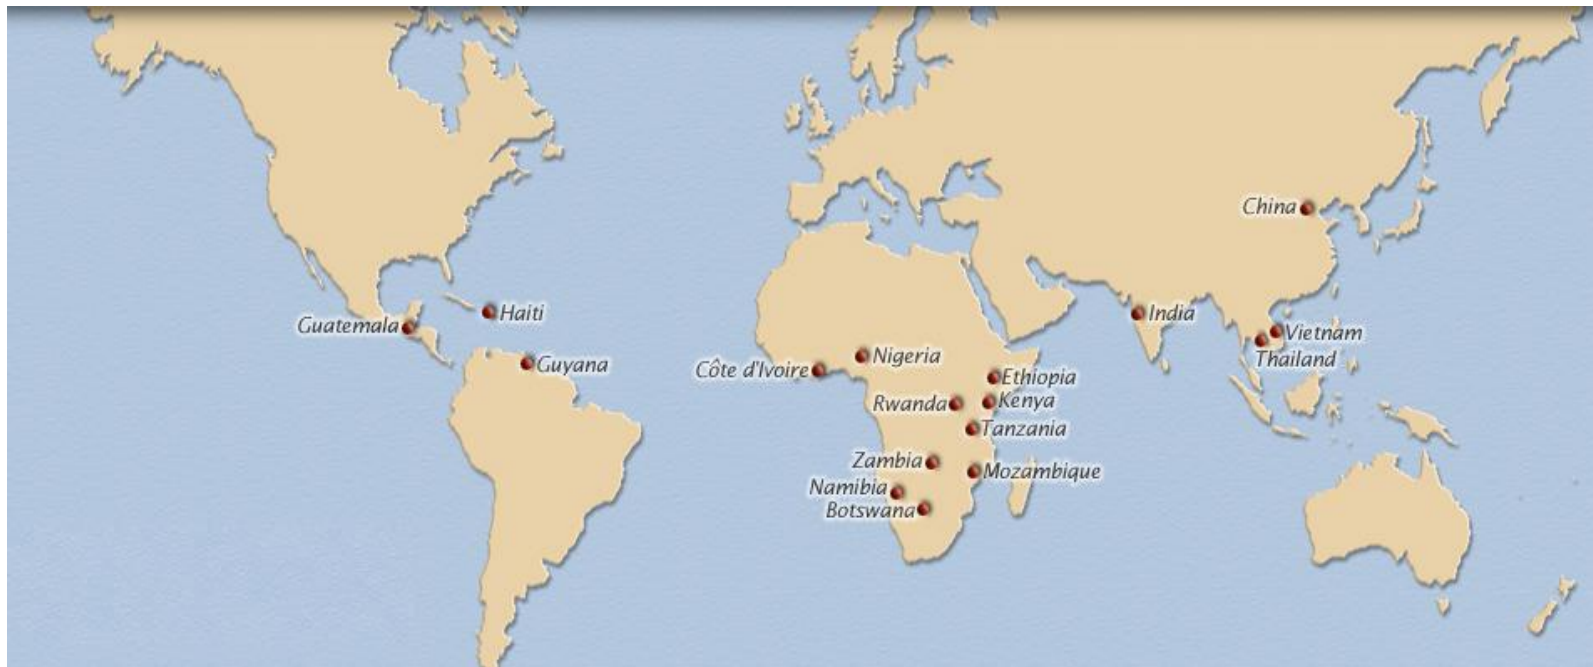 China
Haiti
India
Guatemala
Vietnam
Thailand
Nigeria
Guyana
Côte d'Ivoire
Ethiopia
Kenya
Rwanda
Tanzania
Zambia
Mozambique
Namibia
Botswana